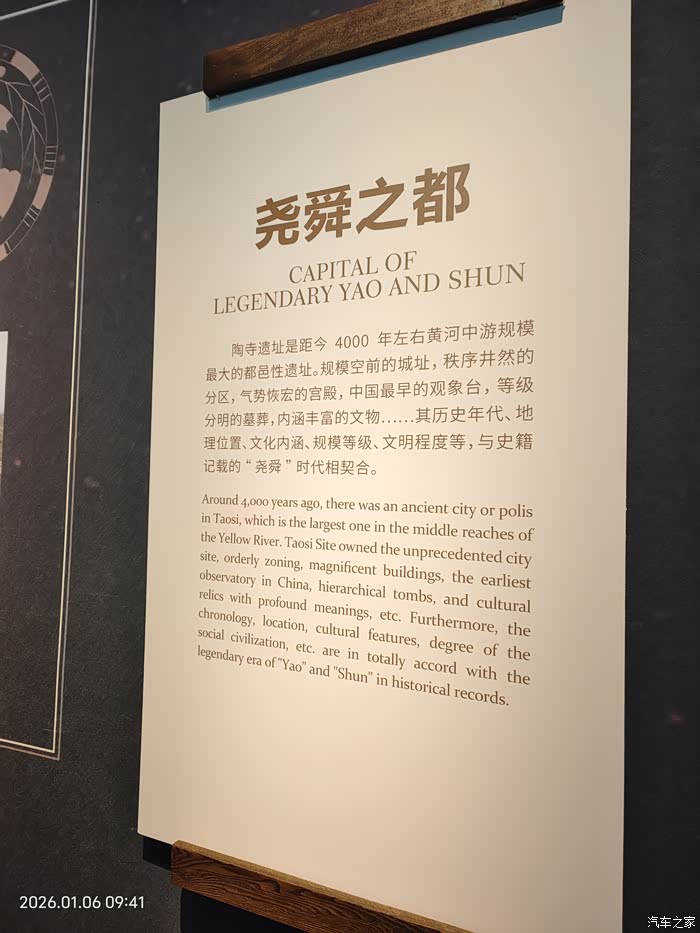 尧舜之都
CAPITAL OF
LEGENDARY YAO AND SHUN
陶寺遗址是距今 4000 年左右黄河中游规模
最大的都邑性遗址。规模空前的城址，秩序井然的
分区，气势恢宏的宫殿，中国最早的观象台，等级
分明的墓葬，内涵丰富的文物……其历史年代、地
理位置、文化内涵、规模等级、文明程度等，与史籍
记载的“尧舜”时代相契合。
Around 4,000 years ago, there was an ancient city or polis
in Taosi, which is the largest one in the middle reaches of
the Yellow River. Taosi Site owned the unprecedented city
site, orderly zoning, magnificent buildings, the earliest
observatory in China, hierarchical tombs, and cultural
relics with profound meanings, etc. Furthermore, the
chronology, location, cultural features, degree of the
social civilization, etc. are in totally accord with the
legendary era of "Yao" and "Shun" in historical records.
2026.01.06 09:41
汽车之家